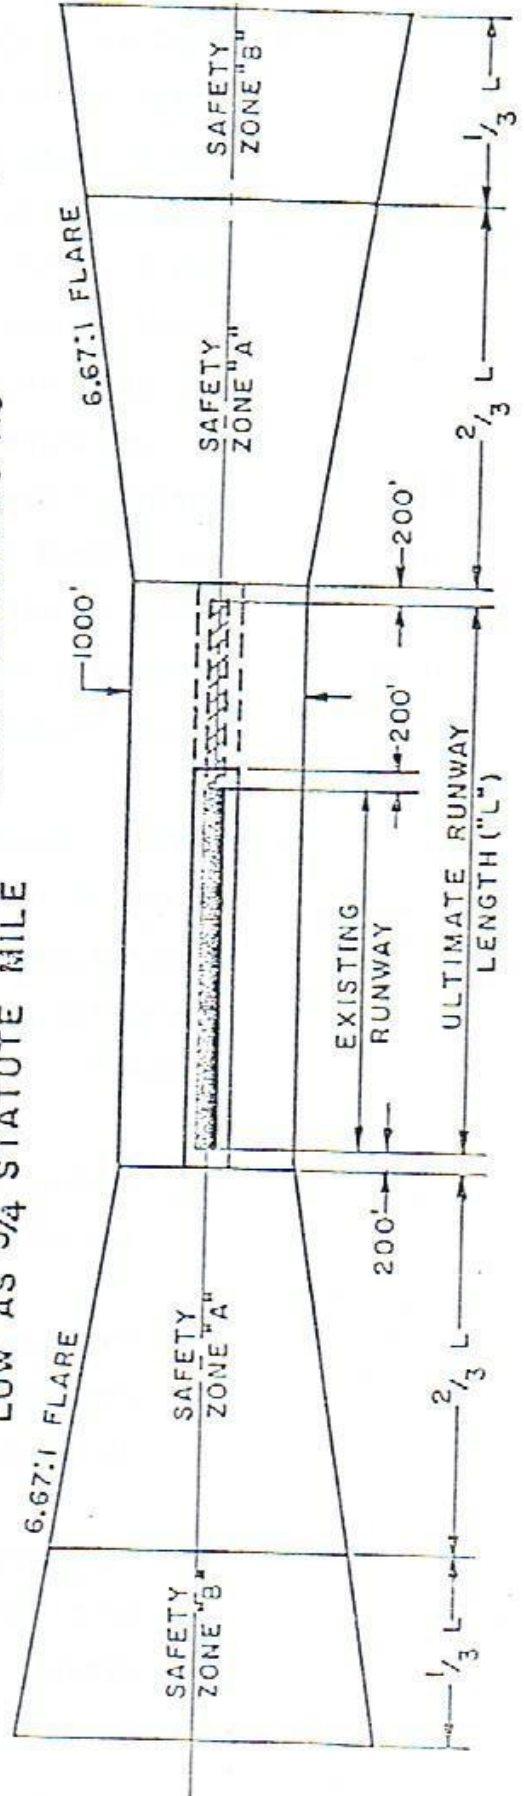 LOW AS 3/4 STATUTE MILE
6.67:1 FLARE
6.67:1 FLARE
1000'
SAFETY
ZONE "B"
SAFETY
ZONE "A"
SAFETY
ZONE "A"
SAFETY
ZONE "B"
EXISTING
RUNWAY
200'
200'
200'
ULTIMATE RUNWAY
LENGTH ("L")
1/3 L
2/3 L
2/3 L
1/3 L